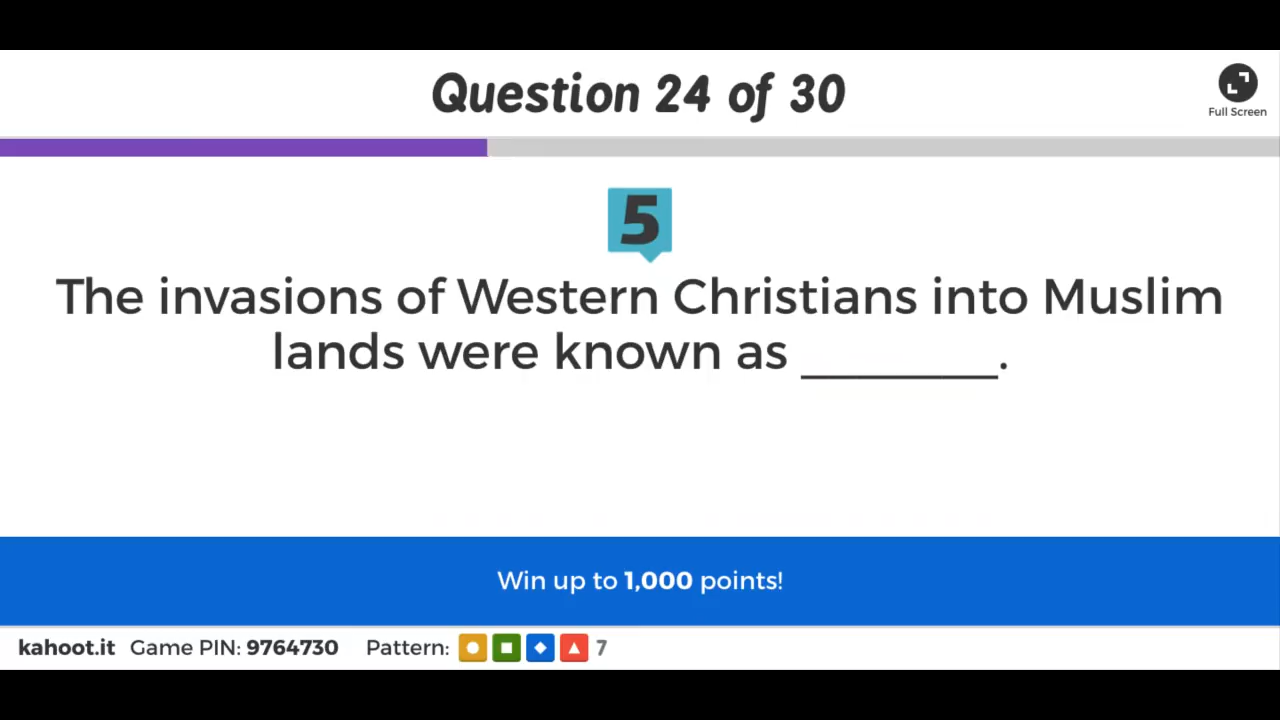 Question 24 of 30
Full Screen
5
The invasions of Western Christians into Muslim
lands were known as ________.
Win up to 1,000 points!
kahoot.it Game PIN: 9764730 Pattern: 7